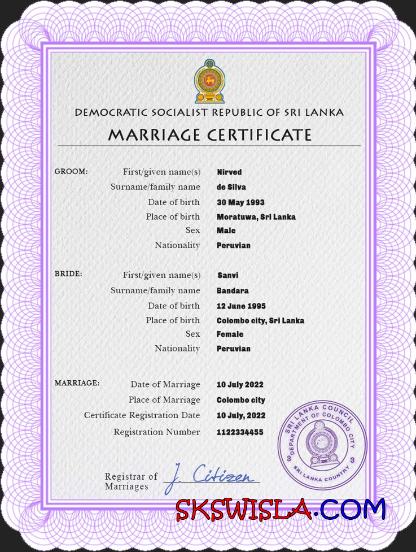 DEMOCRATIC SOCIALIST REPUBLIC OF SRI LANKA
MARRIAGE CERTIFICATE
GROOM: First/given name(s) Nirved
Surname/family name de Silva
Date of birth 30 May 1993
Place of birth Moratuwa, Sri Lanka
Sex Male
Nationality Peruvian
BRIDE: First/given name(s) Sanvi
Surname/family name Bandara
Date of birth 12 June 1995
Place of birth Colombo city, Sri Lanka
Sex Female
Nationality Peruvian
MARRIAGE: Date of Marriage 10 July 2022
Place of Marriage Colombo city
Certificate Registration Date 10 July, 2022
Registration Number 1122334455
SRI LANKA COUNCIL
DEPARTMENT OF COLOMBO CITY
SRI LANKA COUNTRY
Registrar of
Marriages
J. Citizen
SKSWISLA.COM